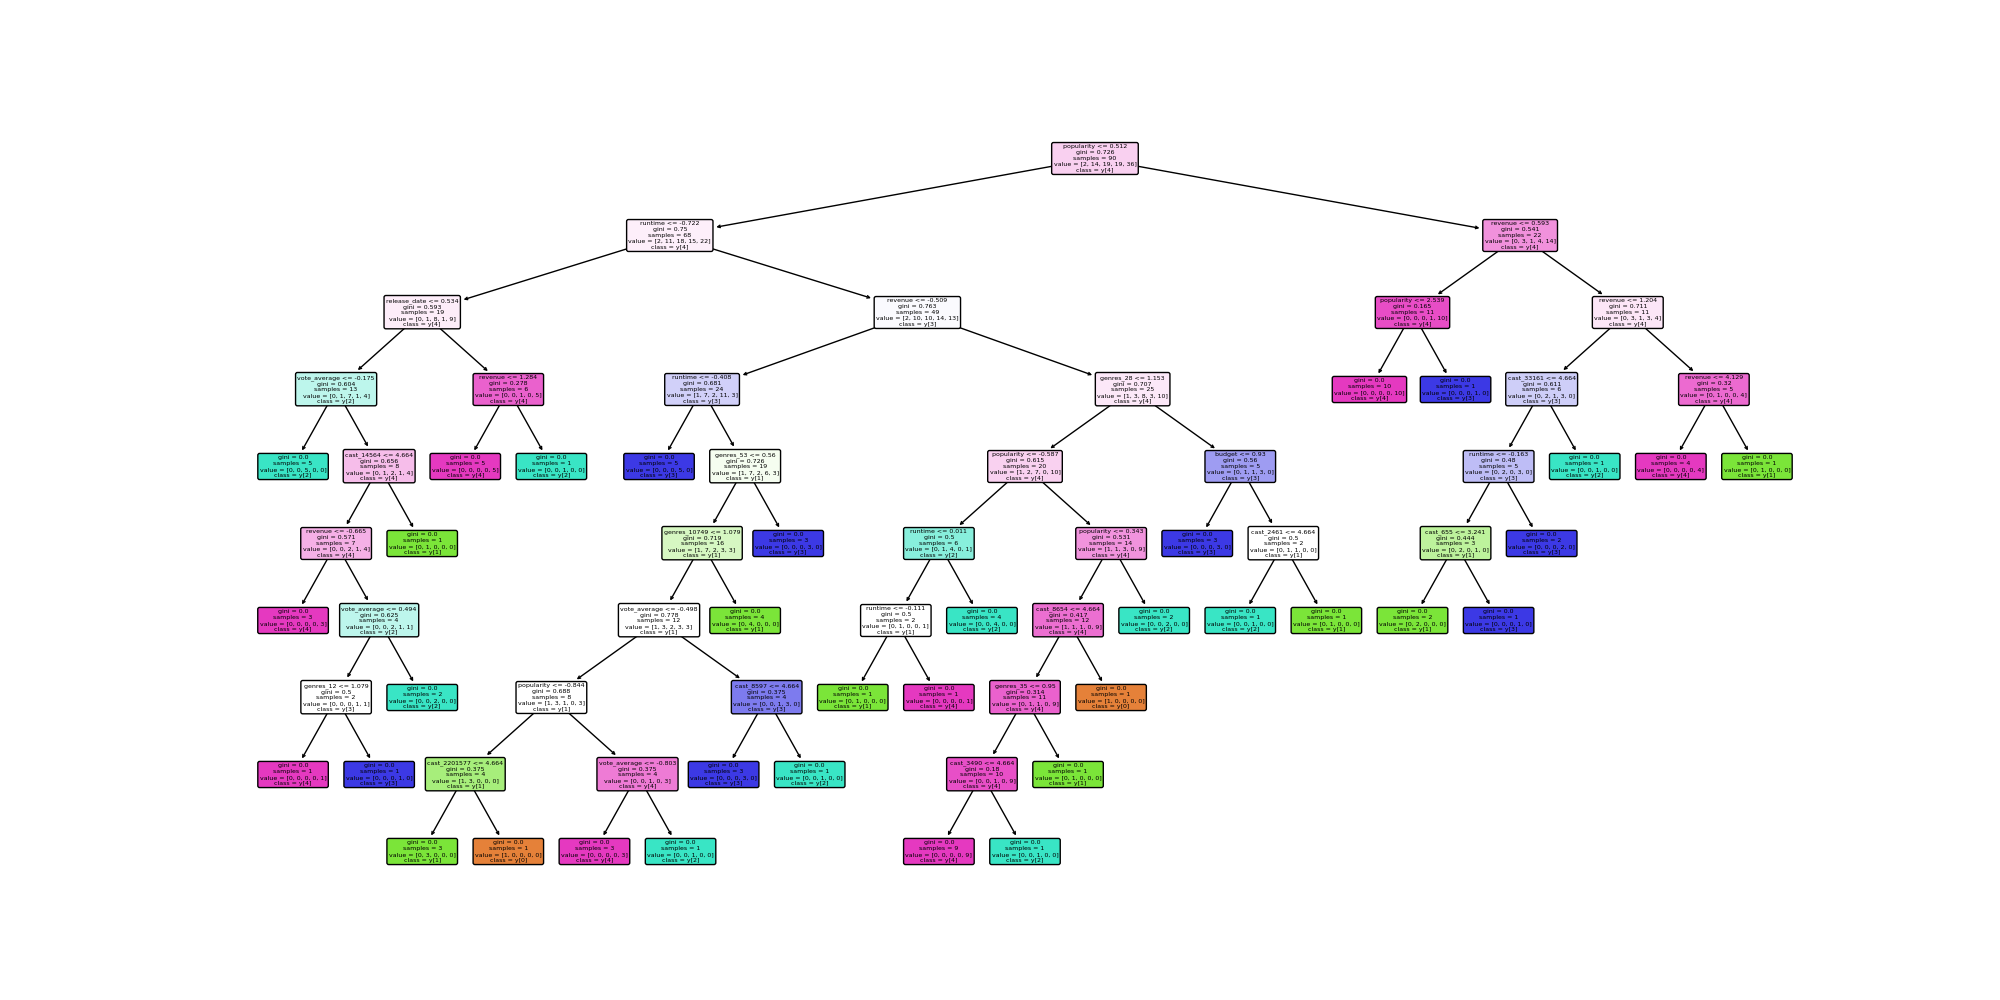 popularity <= 0.512
gini = 0.726
samples = 90
value = [2, 14, 19, 19, 36]
class = y[4]
runtime <= -0.722
gini = 0.75
samples = 68
value = [2, 11, 18, 15, 22]
class = y[4]
revenue <= 0.593
gini = 0.541
samples = 22
value = [0, 3, 1, 4, 14]
class = y[4]
release_date <= 0.534
gini = 0.593
samples = 19
value = [0, 1, 8, 1, 9]
class = y[4]
revenue <= -0.509
gini = 0.763
samples = 49
value = [2, 10, 10, 14, 13]
class = y[3]
popularity <= 2.539
gini = 0.165
samples = 11
value = [0, 0, 0, 1, 10]
class = y[4]
revenue <= 1.204
gini = 0.711
samples = 11
value = [0, 3, 1, 3, 4]
class = y[4]
vote_average <= -0.175
gini = 0.604
samples = 13
value = [0, 1, 7, 1, 4]
class = y[2]
revenue <= 1.284
gini = 0.278
samples = 6
value = [0, 0, 1, 0, 5]
class = y[4]
runtime <= -0.408
gini = 0.681
samples = 24
value = [1, 7, 2, 11, 3]
class = y[3]
genres_28 <= 1.153
gini = 0.707
samples = 25
value = [1, 3, 8, 3, 10]
class = y[4]
gini = 0.0
samples = 10
value = [0, 0, 0, 0, 10]
class = y[4]
gini = 0.0
samples = 1
value = [0, 0, 0, 1, 0]
class = y[3]
cast_33161 <= 4.664
gini = 0.611
samples = 6
value = [0, 2, 1, 3, 0]
class = y[3]
revenue <= 4.129
gini = 0.32
samples = 5
value = [0, 1, 0, 0, 4]
class = y[4]
gini = 0.0
samples = 5
value = [0, 0, 5, 0, 0]
class = y[2]
cast_14564 <= 4.664
gini = 0.656
samples = 8
value = [0, 1, 2, 1, 4]
class = y[4]
gini = 0.0
samples = 5
value = [0, 0, 0, 0, 5]
class = y[4]
gini = 0.0
samples = 1
value = [0, 0, 1, 0, 0]
class = y[2]
gini = 0.0
samples = 5
value = [0, 0, 0, 5, 0]
class = y[3]
genres_53 <= 0.56
gini = 0.726
samples = 19
value = [1, 7, 2, 6, 3]
class = y[1]
popularity <= -0.587
gini = 0.615
samples = 20
value = [1, 2, 7, 0, 10]
class = y[4]
budget <= 0.93
gini = 0.56
samples = 5
value = [0, 1, 1, 3, 0]
class = y[3]
runtime <= -0.163
gini = 0.48
samples = 5
value = [0, 2, 0, 3, 0]
class = y[3]
gini = 0.0
samples = 1
value = [0, 0, 1, 0, 0]
class = y[2]
gini = 0.0
samples = 4
value = [0, 0, 0, 0, 4]
class = y[4]
gini = 0.0
samples = 1
value = [0, 1, 0, 0, 0]
class = y[1]
revenue <= -0.665
gini = 0.571
samples = 7
value = [0, 0, 2, 1, 4]
class = y[4]
gini = 0.0
samples = 1
value = [0, 1, 0, 0, 0]
class = y[1]
genres_10749 <= 1.079
gini = 0.719
samples = 16
value = [1, 7, 2, 3, 3]
class = y[1]
gini = 0.0
samples = 3
value = [0, 0, 0, 3, 0]
class = y[3]
runtime <= 0.011
gini = 0.5
samples = 6
value = [0, 1, 4, 0, 1]
class = y[2]
popularity <= 0.343
gini = 0.531
samples = 14
value = [1, 1, 3, 0, 9]
class = y[4]
gini = 0.0
samples = 3
value = [0, 0, 0, 3, 0]
class = y[3]
cast_2461 <= 4.664
gini = 0.5
samples = 2
value = [0, 1, 1, 0, 0]
class = y[1]
cast_655 <= 3.241
gini = 0.444
samples = 3
value = [0, 2, 0, 1, 0]
class = y[1]
gini = 0.0
samples = 2
value = [0, 0, 0, 2, 0]
class = y[3]
gini = 0.0
samples = 3
value = [0, 0, 0, 0, 3]
class = y[4]
vote_average <= 0.494
gini = 0.625
samples = 4
value = [0, 0, 2, 1, 1]
class = y[2]
vote_average <= -0.498
gini = 0.778
samples = 12
value = [1, 3, 2, 3, 3]
class = y[1]
gini = 0.0
samples = 4
value = [0, 4, 0, 0, 0]
class = y[1]
runtime <= -0.111
gini = 0.5
samples = 2
value = [0, 1, 0, 0, 1]
class = y[1]
gini = 0.0
samples = 4
value = [0, 0, 4, 0, 0]
class = y[2]
cast_8654 <= 4.664
gini = 0.417
samples = 12
value = [1, 1, 1, 0, 9]
class = y[4]
gini = 0.0
samples = 2
value = [0, 0, 2, 0, 0]
class = y[2]
gini = 0.0
samples = 1
value = [0, 0, 1, 0, 0]
class = y[2]
gini = 0.0
samples = 1
value = [0, 1, 0, 0, 0]
class = y[1]
gini = 0.0
samples = 2
value = [0, 2, 0, 0, 0]
class = y[1]
gini = 0.0
samples = 1
value = [0, 0, 0, 1, 0]
class = y[3]
genres_12 <= 1.079
gini = 0.5
samples = 2
value = [0, 0, 0, 1, 1]
class = y[3]
gini = 0.0
samples = 2
value = [0, 0, 2, 0, 0]
class = y[2]
popularity <= -0.844
gini = 0.688
samples = 8
value = [1, 3, 1, 0, 3]
class = y[1]
cast_8597 <= 4.664
gini = 0.375
samples = 4
value = [0, 0, 1, 3, 0]
class = y[3]
gini = 0.0
samples = 1
value = [0, 1, 0, 0, 0]
class = y[1]
gini = 0.0
samples = 1
value = [0, 0, 0, 0, 1]
class = y[4]
genres_35 <= 0.95
gini = 0.314
samples = 11
value = [0, 1, 1, 0, 9]
class = y[4]
gini = 0.0
samples = 1
value = [1, 0, 0, 0, 0]
class = y[0]
gini = 0.0
samples = 1
value = [0, 0, 0, 0, 1]
class = y[4]
gini = 0.0
samples = 1
value = [0, 0, 0, 1, 0]
class = y[3]
cast_2201577 <= 4.664
gini = 0.375
samples = 4
value = [1, 3, 0, 0, 0]
class = y[1]
vote_average <= -0.803
gini = 0.375
samples = 4
value = [0, 0, 1, 0, 3]
class = y[4]
gini = 0.0
samples = 3
value = [0, 0, 0, 3, 0]
class = y[3]
gini = 0.0
samples = 1
value = [0, 0, 1, 0, 0]
class = y[2]
cast_3490 <= 4.664
gini = 0.18
samples = 10
value = [0, 0, 1, 0, 9]
class = y[4]
gini = 0.0
samples = 1
value = [0, 1, 0, 0, 0]
class = y[1]
gini = 0.0
samples = 3
value = [0, 3, 0, 0, 0]
class = y[1]
gini = 0.0
samples = 1
value = [1, 0, 0, 0, 0]
class = y[0]
gini = 0.0
samples = 3
value = [0, 0, 0, 0, 3]
class = y[4]
gini = 0.0
samples = 1
value = [0, 0, 1, 0, 0]
class = y[2]
gini = 0.0
samples = 9
value = [0, 0, 0, 0, 9]
class = y[4]
gini = 0.0
samples = 1
value = [0, 0, 1, 0, 0]
class = y[2]